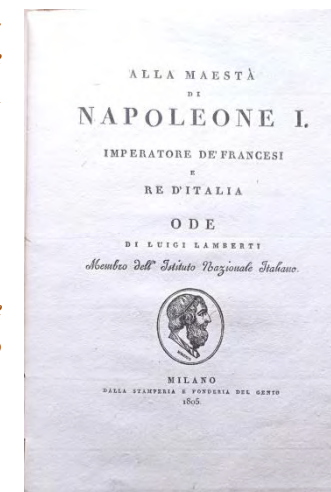 ALLA MAESTÀ
DI
NAPOLEONE I.
IMPERATORE DE' FRANCESI
E
RE D'ITALIA
ODE
DI LUIGI LAMBERTI
Membro dell' Istituto Nazionale Italiano.
MILANO
DALLA STAMPERIA E FONDERIA DEL GENIO
1805.